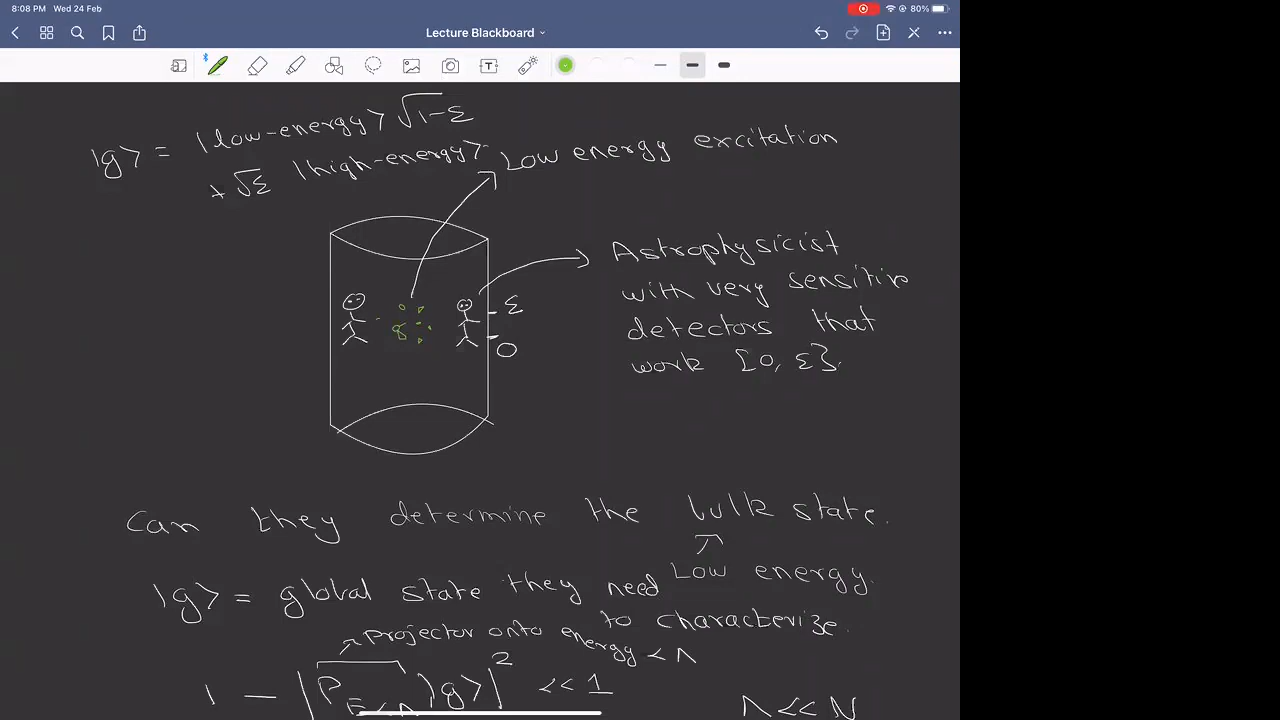 8:08 PM Wed 24 Feb
80%
Lecture Blackboard
T
|g> = |low-energy> √1-ε
+ √ε |high-energy>
Low energy excitation
Astrophysicist
with very sensitive
detectors that
work {0, ε}.
ε
0
Can they determine the bulk state.
Low energy.
|g> = global state they need
to characterize.
Projector onto energy < Λ
1 - |P_{E<Λ} |g>|² << 1
Λ << N